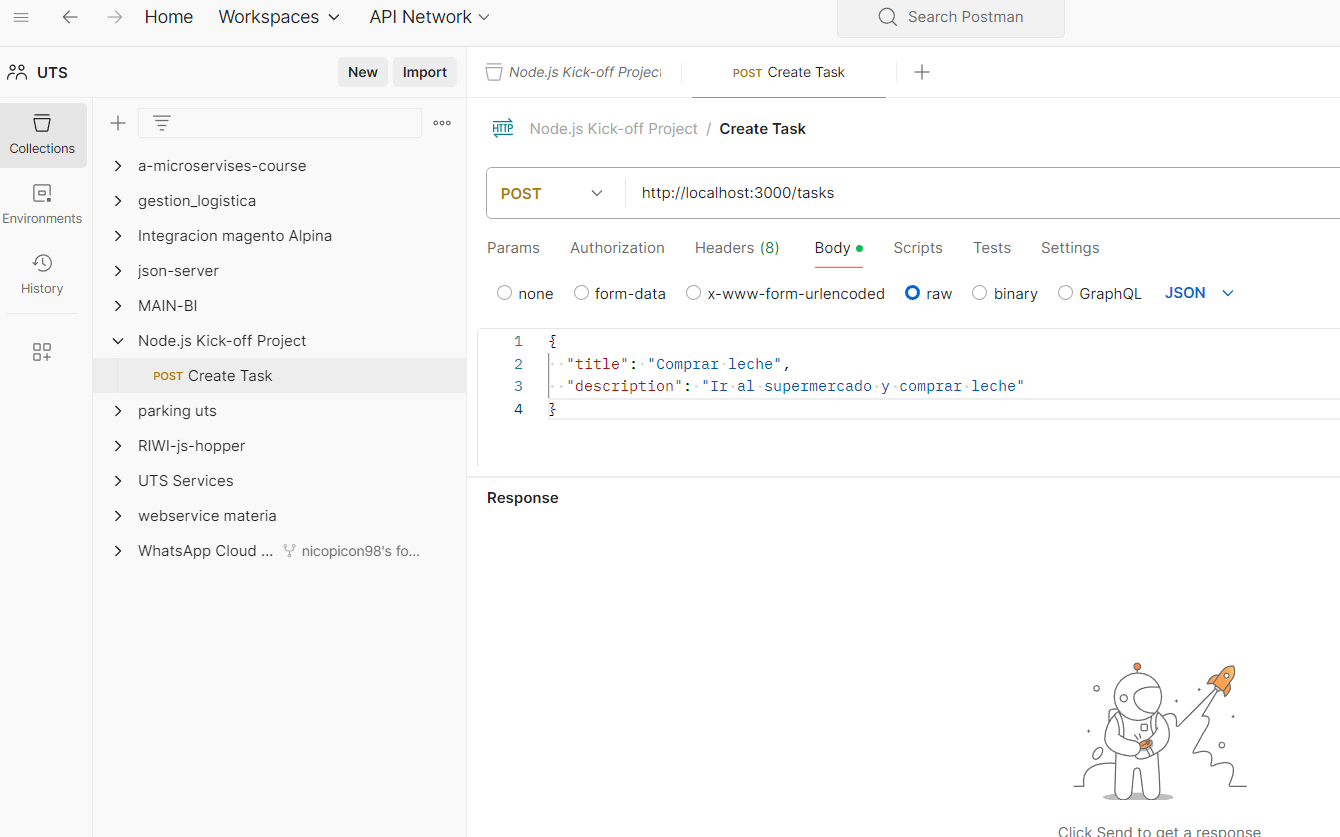 Home Workspaces API Network Search Postman
UTS New Import
Node.js Kick-off Projec POST Create Task
Collections
Environments
History
a-microservises-course
gestion_logistica
Integracion magento Alpina
json-server
MAIN-BI
Node.js Kick-off Project
POST Create Task
parking uts
RIWI-js-hopper
UTS Services
webservice materia
WhatsApp Cloud ... nicopicon98's fo...
HTTP Node.js Kick-off Project / Create Task
POST http://localhost:3000/tasks
Params Authorization Headers (8) Body Scripts Tests Settings
none form-data x-www-form-urlencoded raw binary GraphQL JSON
1 {
2 "title": "Comprar leche",
3 "description": "Ir al supermercado y comprar leche"
4 }
Response
Click Send to get a response